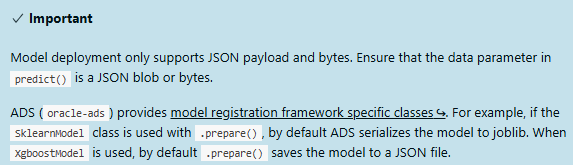 ✓ Important
Model deployment only supports JSON payload and bytes. Ensure that the data parameter in
predict() is a JSON blob or bytes.
ADS ( oracle-ads ) provides model registration framework specific classes ↪. For example, if the
SklearnModel class is used with .prepare() , by default ADS serializes the model to joblib. When
XgboostModel is used, by default .prepare() saves the model to a JSON file.